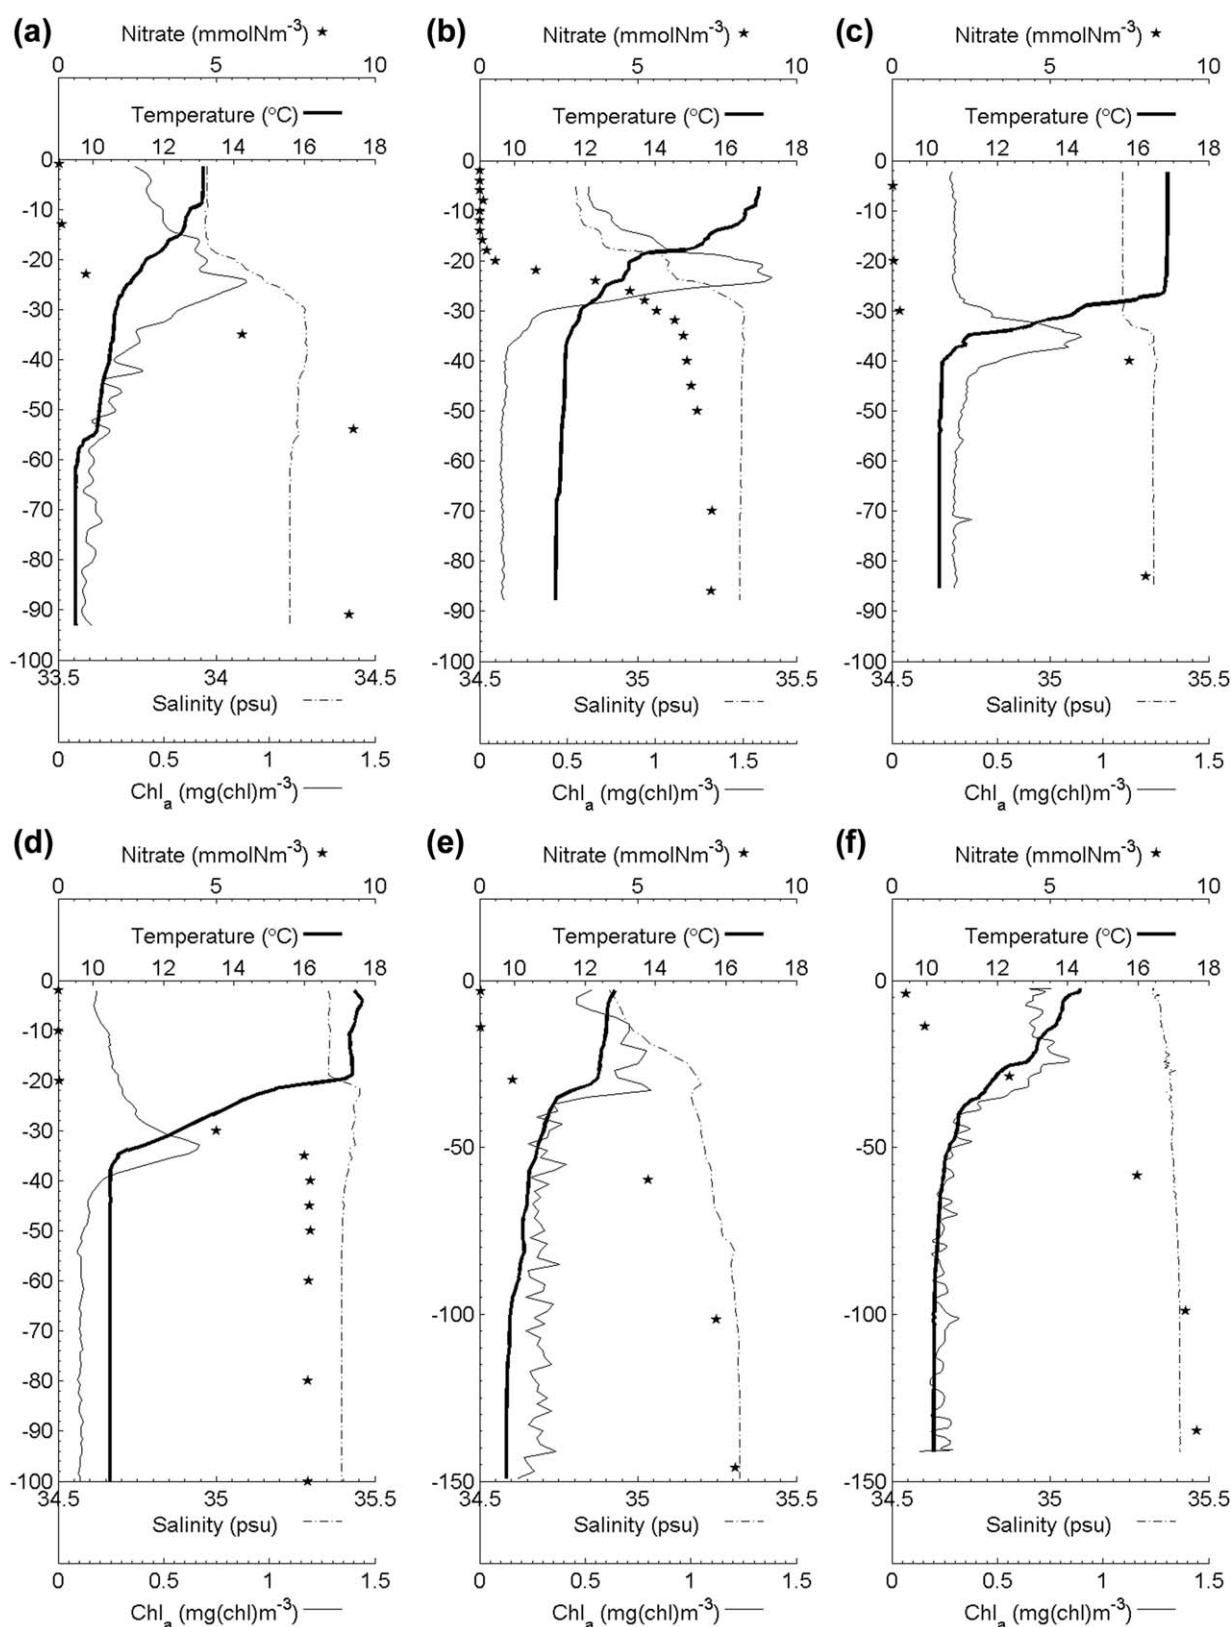 (a)
Nitrate (mmolNm-3) ★
0 5 10
Temperature (°C)
10 12 14 16 18
0
-10
-20
-30
-40
-50
-60
-70
-80
-90
-100
33.5 34 34.5
Salinity (psu)
0 0.5 1 1.5
Chla (mg(chl)m-3)
(b)
Nitrate (mmolNm-3) ★
0 5 10
Temperature (°C)
10 12 14 16 18
0
-10
-20
-30
-40
-50
-60
-70
-80
-90
-100
34.5 35 35.5
Salinity (psu)
0 0.5 1 1.5
Chla (mg(chl)m-3)
(c)
Nitrate (mmolNm-3) ★
0 5 10
Temperature (°C)
10 12 14 16 18
0
-10
-20
-30
-40
-50
-60
-70
-80
-90
-100
34.5 35 35.5
Salinity (psu)
0 0.5 1 1.5
Chla (mg(chl)m-3)
(d)
Nitrate (mmolNm-3) ★
0 5 10
Temperature (°C)
10 12 14 16 18
0
-10
-20
-30
-40
-50
-60
-70
-80
-90
-100
34.5 35 35.5
Salinity (psu)
0 0.5 1 1.5
Chla (mg(chl)m-3)
(e)
Nitrate (mmolNm-3) ★
0 5 10
Temperature (°C)
10 12 14 16 18
0
-50
-100
-150
34.5 35 35.5
Salinity (psu)
0 0.5 1 1.5
Chla (mg(chl)m-3)
(f)
Nitrate (mmolNm-3) ★
0 5 10
Temperature (°C)
10 12 14 16 18
0
-50
-100
-150
34.5 35 35.5
Salinity (psu)
0 0.5 1 1.5
Chla (mg(chl)m-3)